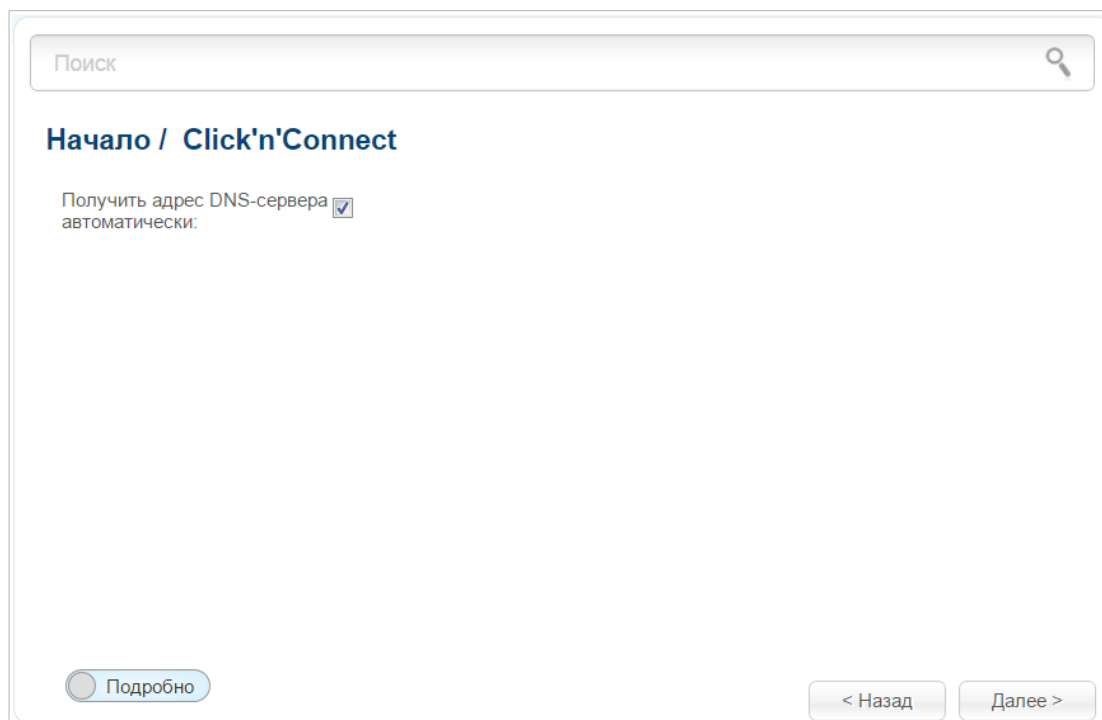 Поиск
Начало / Click'n'Connect
Получить адрес DNS-сервера
автоматически:
Подробно
< Назад
Далее >